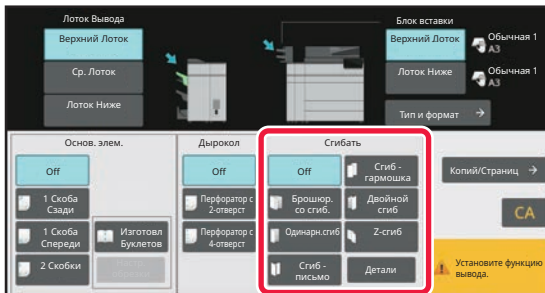 Лоток Вывода
Блок вставки
Верхний Лоток
Ср. Лоток
Лоток Ниже
Верхний Лоток
Обычная 1
A3
Лоток Ниже
Обычная 1
A3
Тип и формат
Основ. элем.
Дырокол
Сгибать
Off
1 Скоба
Сзади
1 Скоба
Спереди
2 Скобки
Изготовл
Буклетов
Off
Перфоратор с
2-отверст
Перфоратор с
4-отверст
Off
Сгиб -
гармошка
Брошюр.
со сгиб.
Двойной
сгиб
Одинарн.сгиб
Z-сгиб
Сгиб -
письмо
Детали
Копий/Страниц
CA
Установите функцию
вывода.